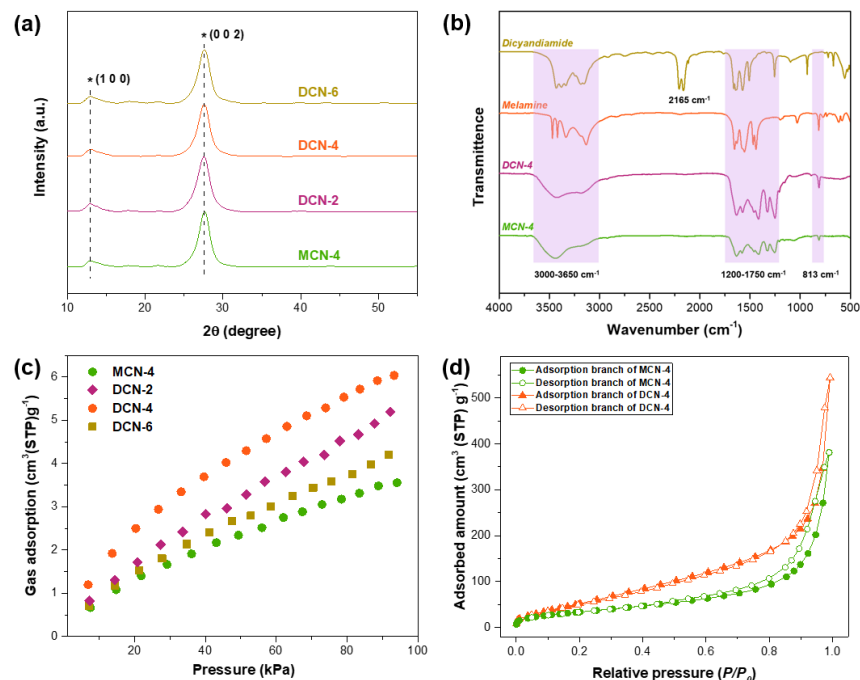 (a)
* (0 0 2)
* (1 0 0)
DCN-6
DCN-4
DCN-2
MCN-4
Intensity (a.u.)
10 20 30 40 50
2θ (degree)
(b)
Dicyandiamide
2165 cm⁻¹
Melamine
DCN-4
MCN-4
3000-3650 cm⁻¹ 1200-1750 cm⁻¹ 813 cm⁻¹
Transmittence
4000 3500 3000 2500 2000 1500 1000 500
Wavenumber (cm⁻¹)
(c)
MCN-4
DCN-2
DCN-4
DCN-6
Gas adsorption (cm³(STP)g⁻¹)
6
5
4
3
2
1
0
0 20 40 60 80 100
Pressure (kPa)
(d)
Adsorption branch of MCN-4
Desorption branch of MCN-4
Adsorption branch of DCN-4
Desorption branch of DCN-4
Adsorbed amount (cm³ (STP) g⁻¹)
500
400
300
200
100
50
0
0.0 0.2 0.4 0.6 0.8 1.0
Relative pressure (P/P₀)